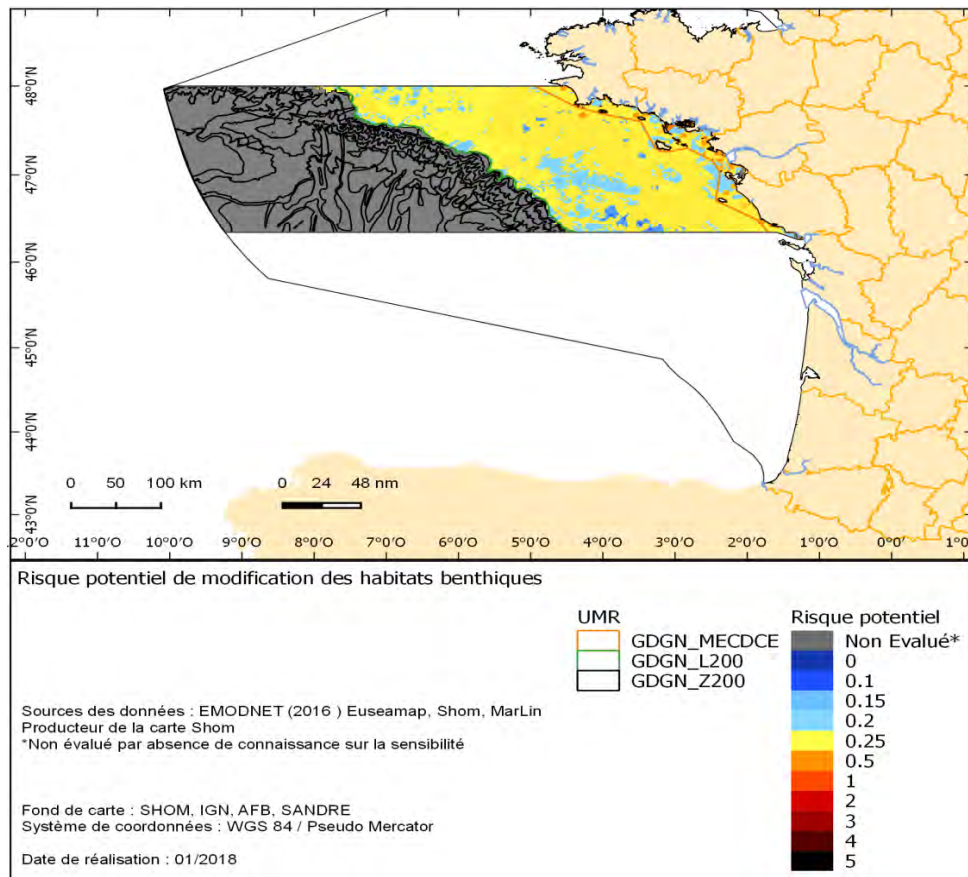 48°0'N
47°0'N
46°0'N
45°0'N
44°0'N
43°0'N
0 50 100 km
0 24 48 nm
2°0'O 11°0'O 10°0'O 9°0'O 8°0'O 7°0'O 6°0'O 5°0'O 4°0'O 3°0'O 2°0'O 1°0'O 0°0'O 1°0'
Risque potentiel de modification des habitats benthiques
UMR
GDGN_MECDCE
GDGN_L200
GDGN_Z200
Risque potentiel
Non Evalué*
0
0.1
0.15
0.2
0.25
0.5
1
2
3
4
5
Sources des données : EMODNET (2016 ) Euseamap, Shom, MarLin
Producteur de la carte Shom
*Non évalué par absence de connaissance sur la sensibilité
Fond de carte : SHOM, IGN, AFB, SANDRE
Système de coordonnées : WGS 84 / Pseudo Mercator
Date de réalisation : 01/2018